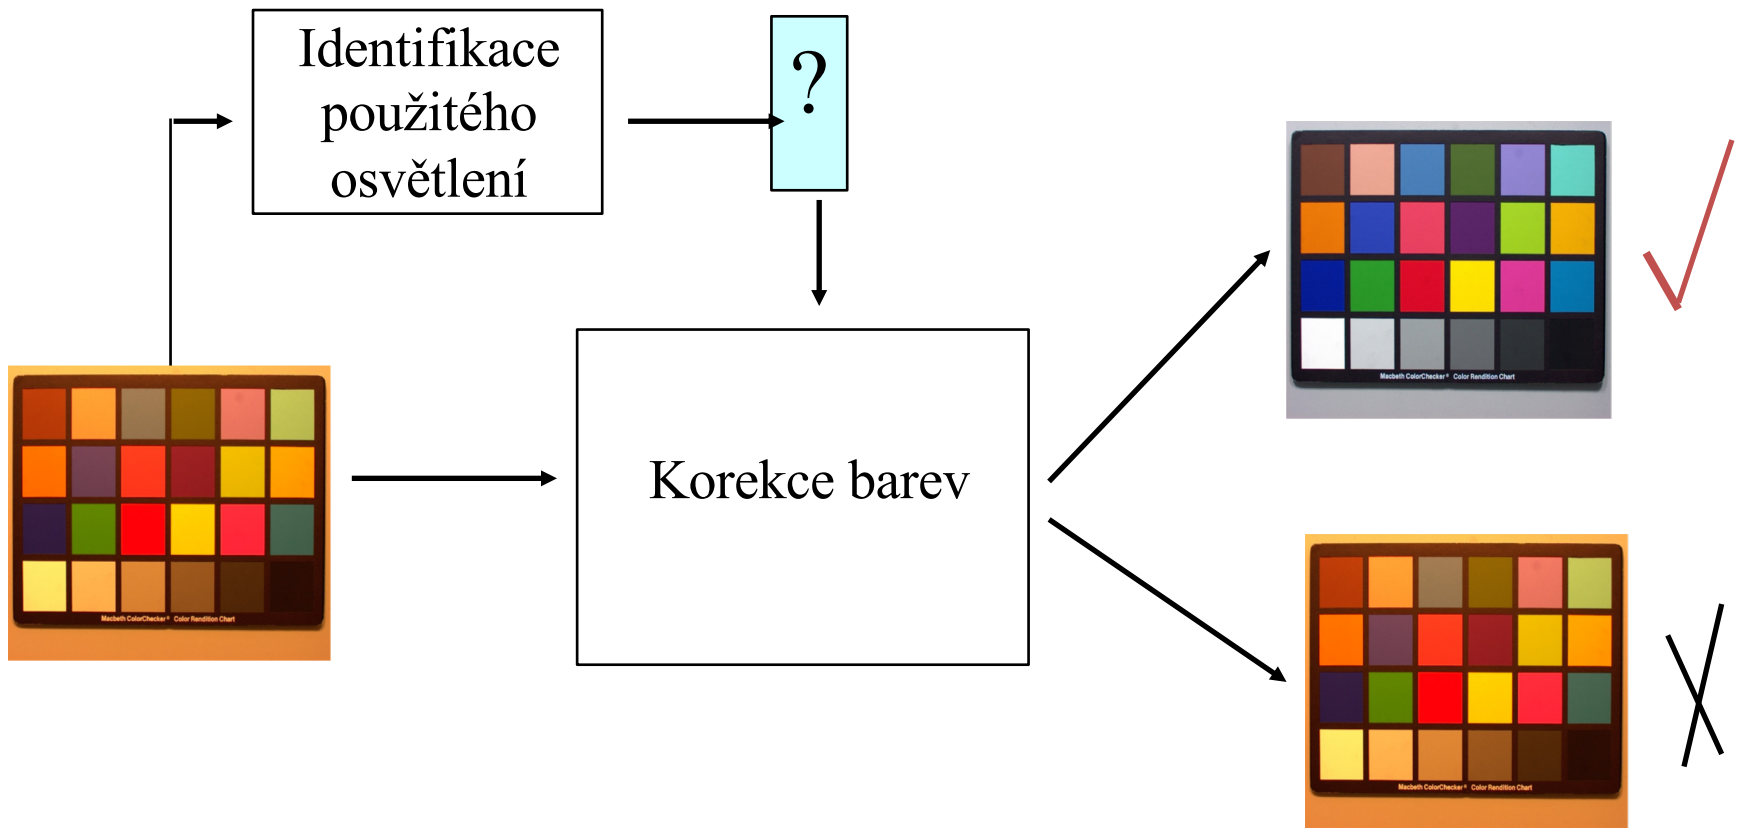 Identifikace
použitého
osvětlení
?
Korekce barev
Macbeth ColorChecker® Color Rendition Chart
Macbeth ColorChecker® Color Rendition Chart
Macbeth ColorChecker® Color Rendition Chart